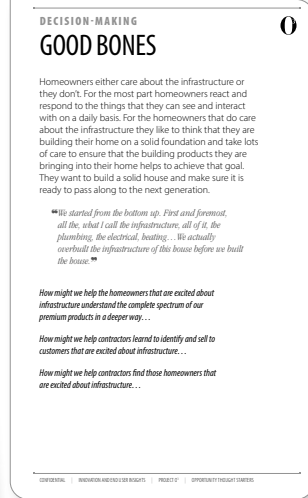 DECISION-MAKING
O
GOOD BONES
Homeowners either care about the infrastructure or
they don't. For the most part homeowners react and
respond to the things that they can see and interact
with on a daily basis. For the homeowners that do care
about the infrastructure they like to think that they are
building their home on a solid foundation and take lots
of care to ensure that the building products they are
bringing into their home helps to achieve that goal.
They want to build a solid house and make sure it is
ready to pass along to the next generation.
❝We started from the bottom up. First and foremost,
all the, what I call the infrastructure, all of it, the
plumbing, the electrical, heating…We actually
overbuilt the infrastructure of this house before we built
the house.❞
How might we help the homeowners that are excited about
infrastructure understand the complete spectrum of our
premium products in a deeper way…
How might we help contractors learnd to identify and sell to
customers that are excited about infrastructure…
How might we help contractors find those homeowners that
are excited about infrastructure…
CONFIDENTIAL | INNOVATION AND END USER INSIGHTS | PROJECT O° | OPPORTUNITY THOUGHT STARTERS